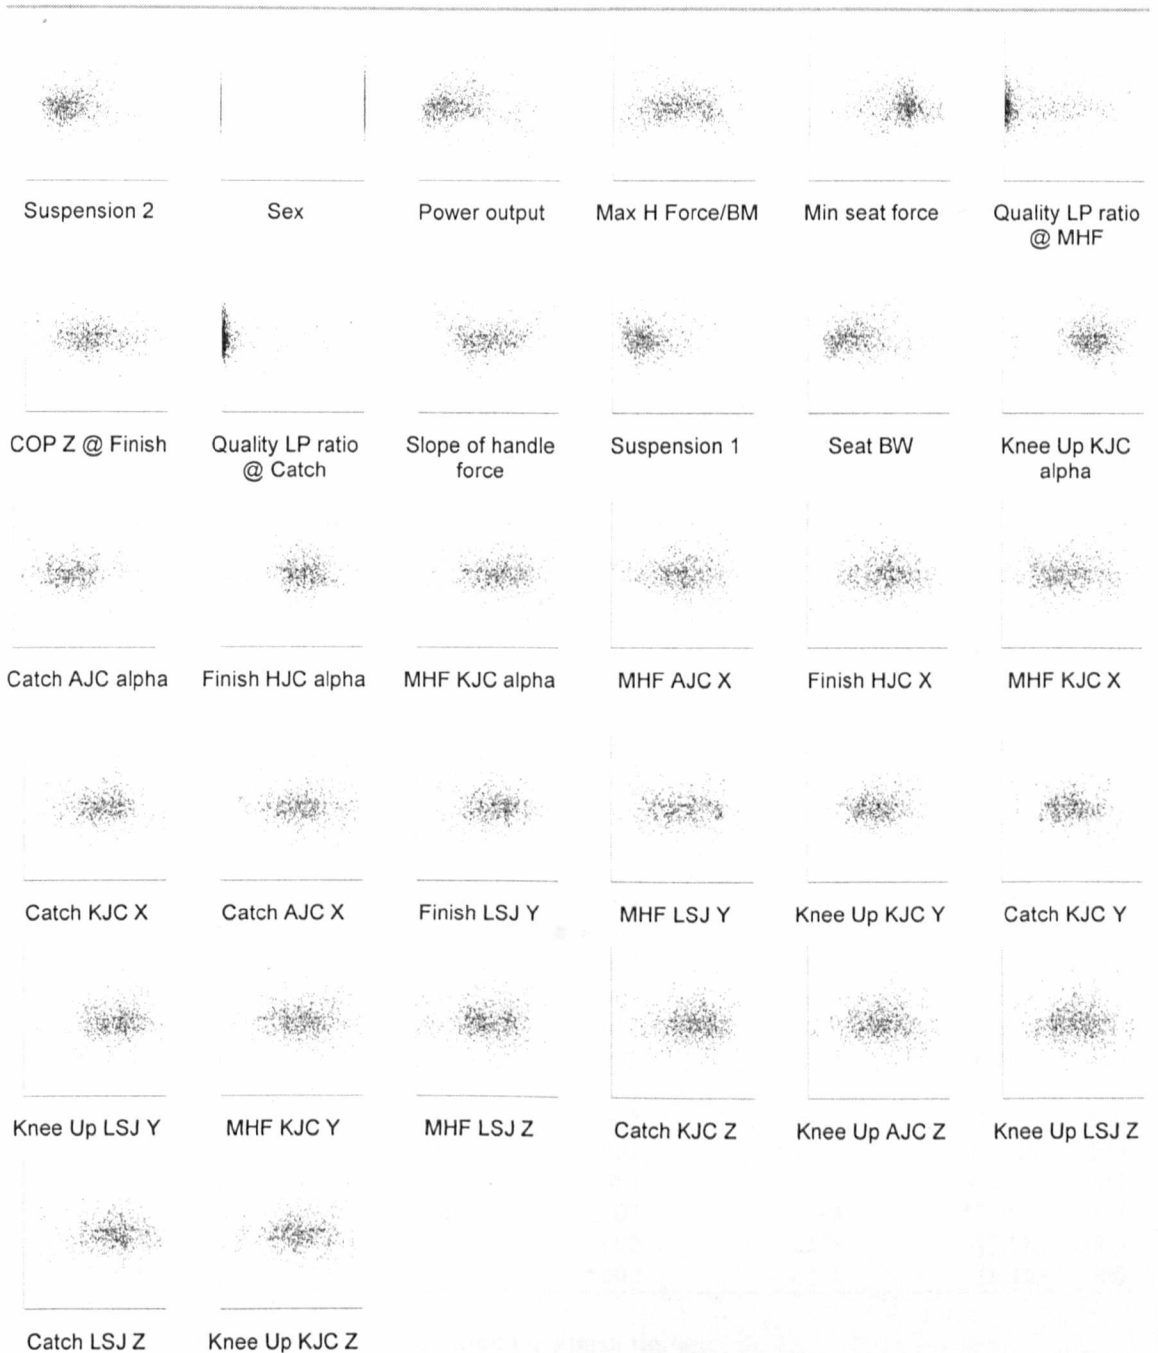 Suspension 2
Sex
Power output
Max H Force/BM
Min seat force
Quality LP ratio
@ MHF
COP Z @ Finish
Quality LP ratio
@ Catch
Slope of handle
force
Suspension 1
Seat BW
Knee Up KJC
alpha
Catch AJC alpha
Finish HJC alpha
MHF KJC alpha
MHF AJC X
Finish HJC X
MHF KJC X
Catch KJC X
Catch AJC X
Finish LSJ Y
MHF LSJ Y
Knee Up KJC Y
Catch KJC Y
Knee Up LSJ Y
MHF KJC Y
MHF LSJ Z
Catch KJC Z
Knee Up AJC Z
Knee Up LSJ Z
Catch LSJ Z
Knee Up KJC Z